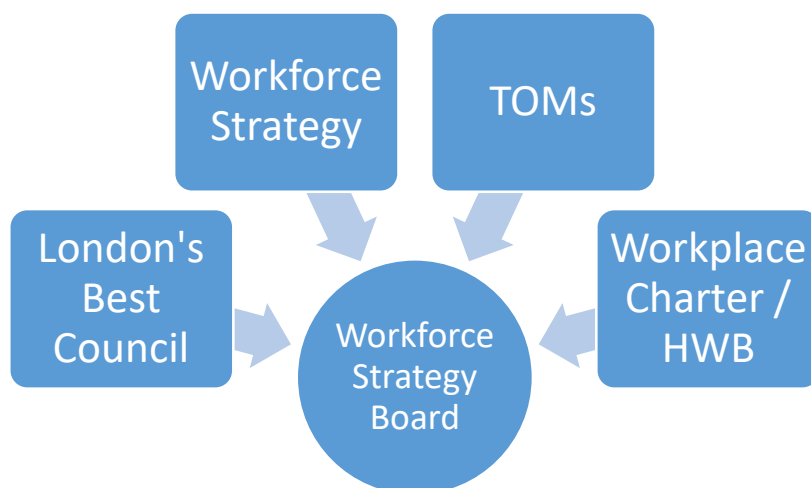 Workforce
Strategy
TOMs
London's
Best
Council
Workplace
Charter /
HWB
Workforce
Strategy
Board